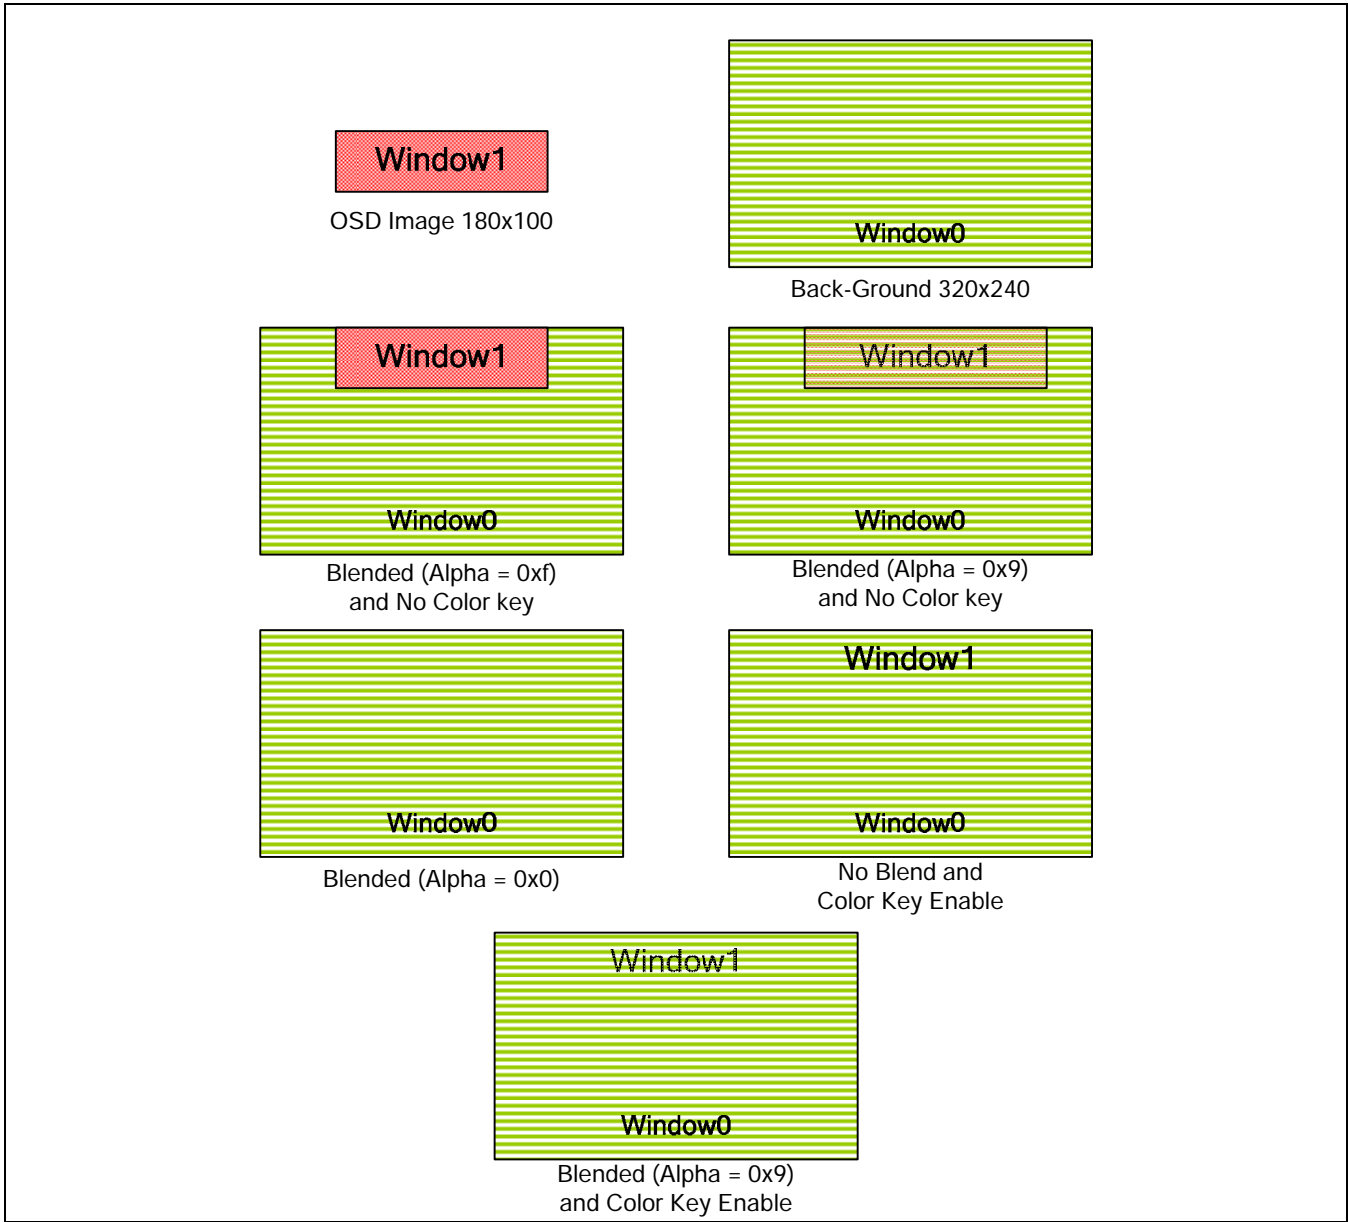 Window1
OSD Image 180x100
Window0
Back-Ground 320x240
Window1
Window0
Blended (Alpha = 0xf)
and No Color key
Window1
Window0
Blended (Alpha = 0x9)
and No Color key
Window0
Blended (Alpha = 0x0)
Window1
Window0
No Blend and
Color Key Enable
Window1
Window0
Blended (Alpha = 0x9)
and Color Key Enable